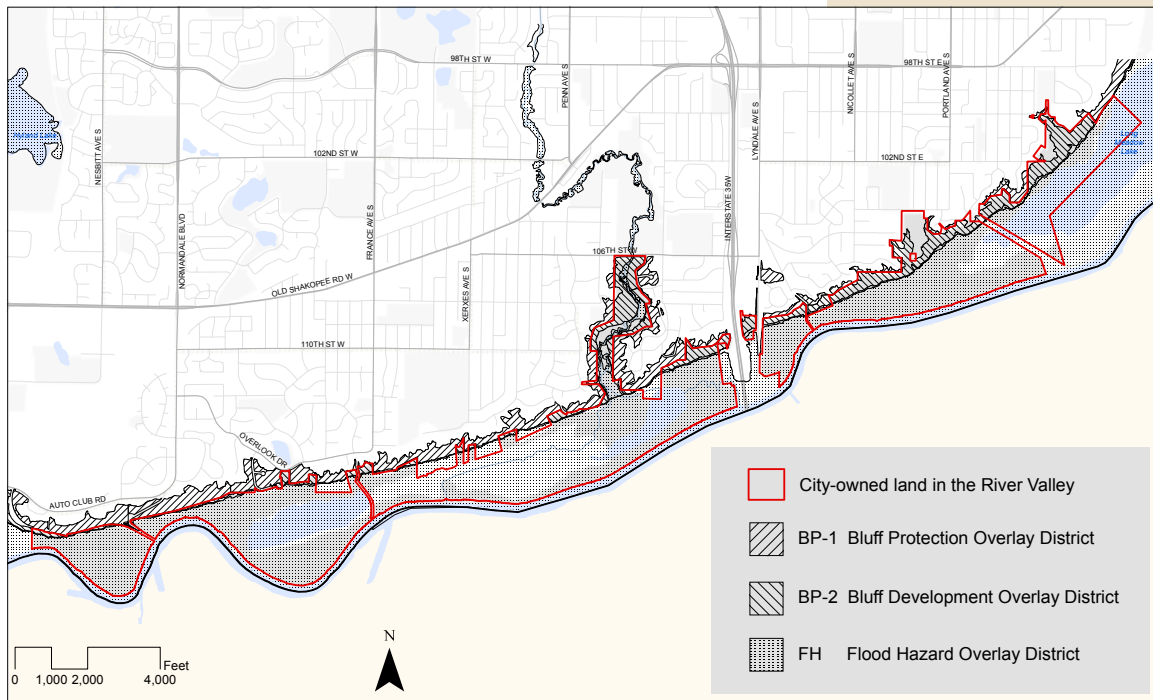 98TH ST W
98TH ST E
PENN AVE S
NICOLLET AVE S
PORTLAND AVE S
LYNDALE AVE S
NESBITT AVE S
102ND ST W
102ND ST E
NORMANDALE BLVD
FRANCE AVE S
INTERSTATE 35W
106TH ST W
OLD SHAKOPEE RD W
XERXES AVE S
110TH ST W
OVERLOOK DR
AUTO CLUB RD
City-owned land in the River Valley
BP-1 Bluff Protection Overlay District
BP-2 Bluff Development Overlay District
FH Flood Hazard Overlay District
N
Feet
0 1,000 2,000 4,000